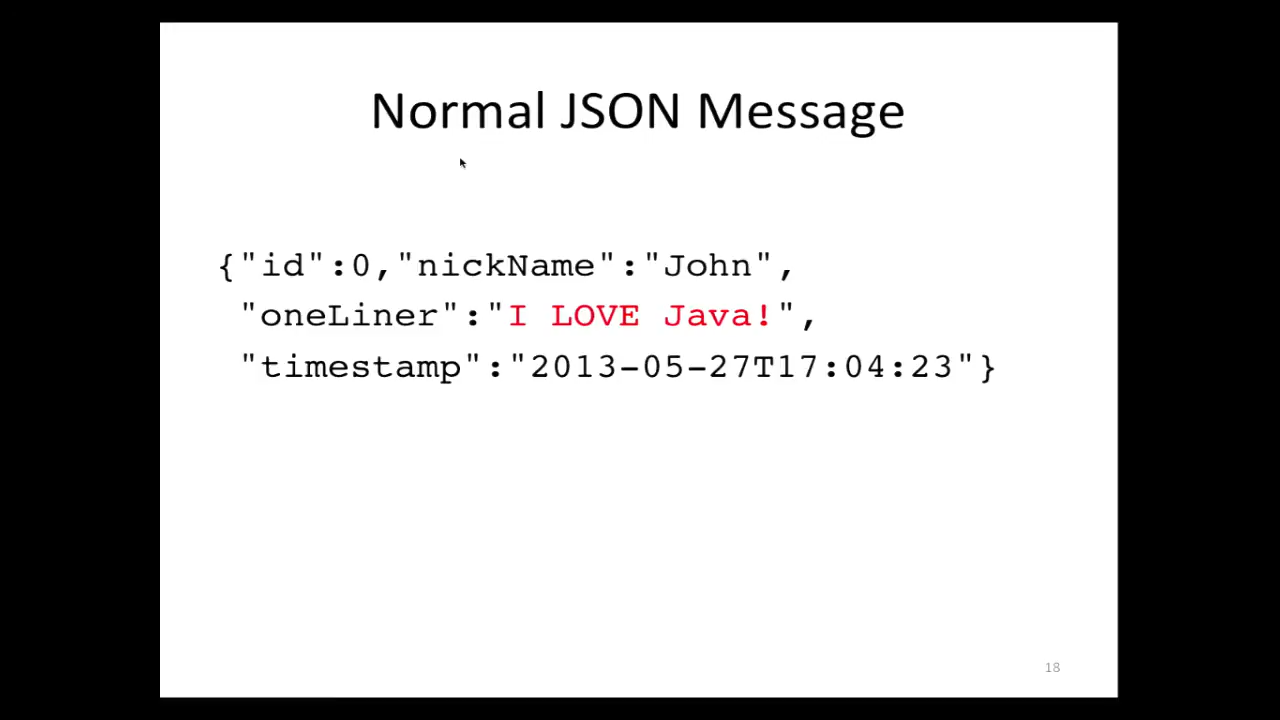 Normal JSON Message
{"id":0,"nickName":"John",
"oneLiner":"I LOVE Java!",
"timestamp":"2013-05-27T17:04:23"}
18